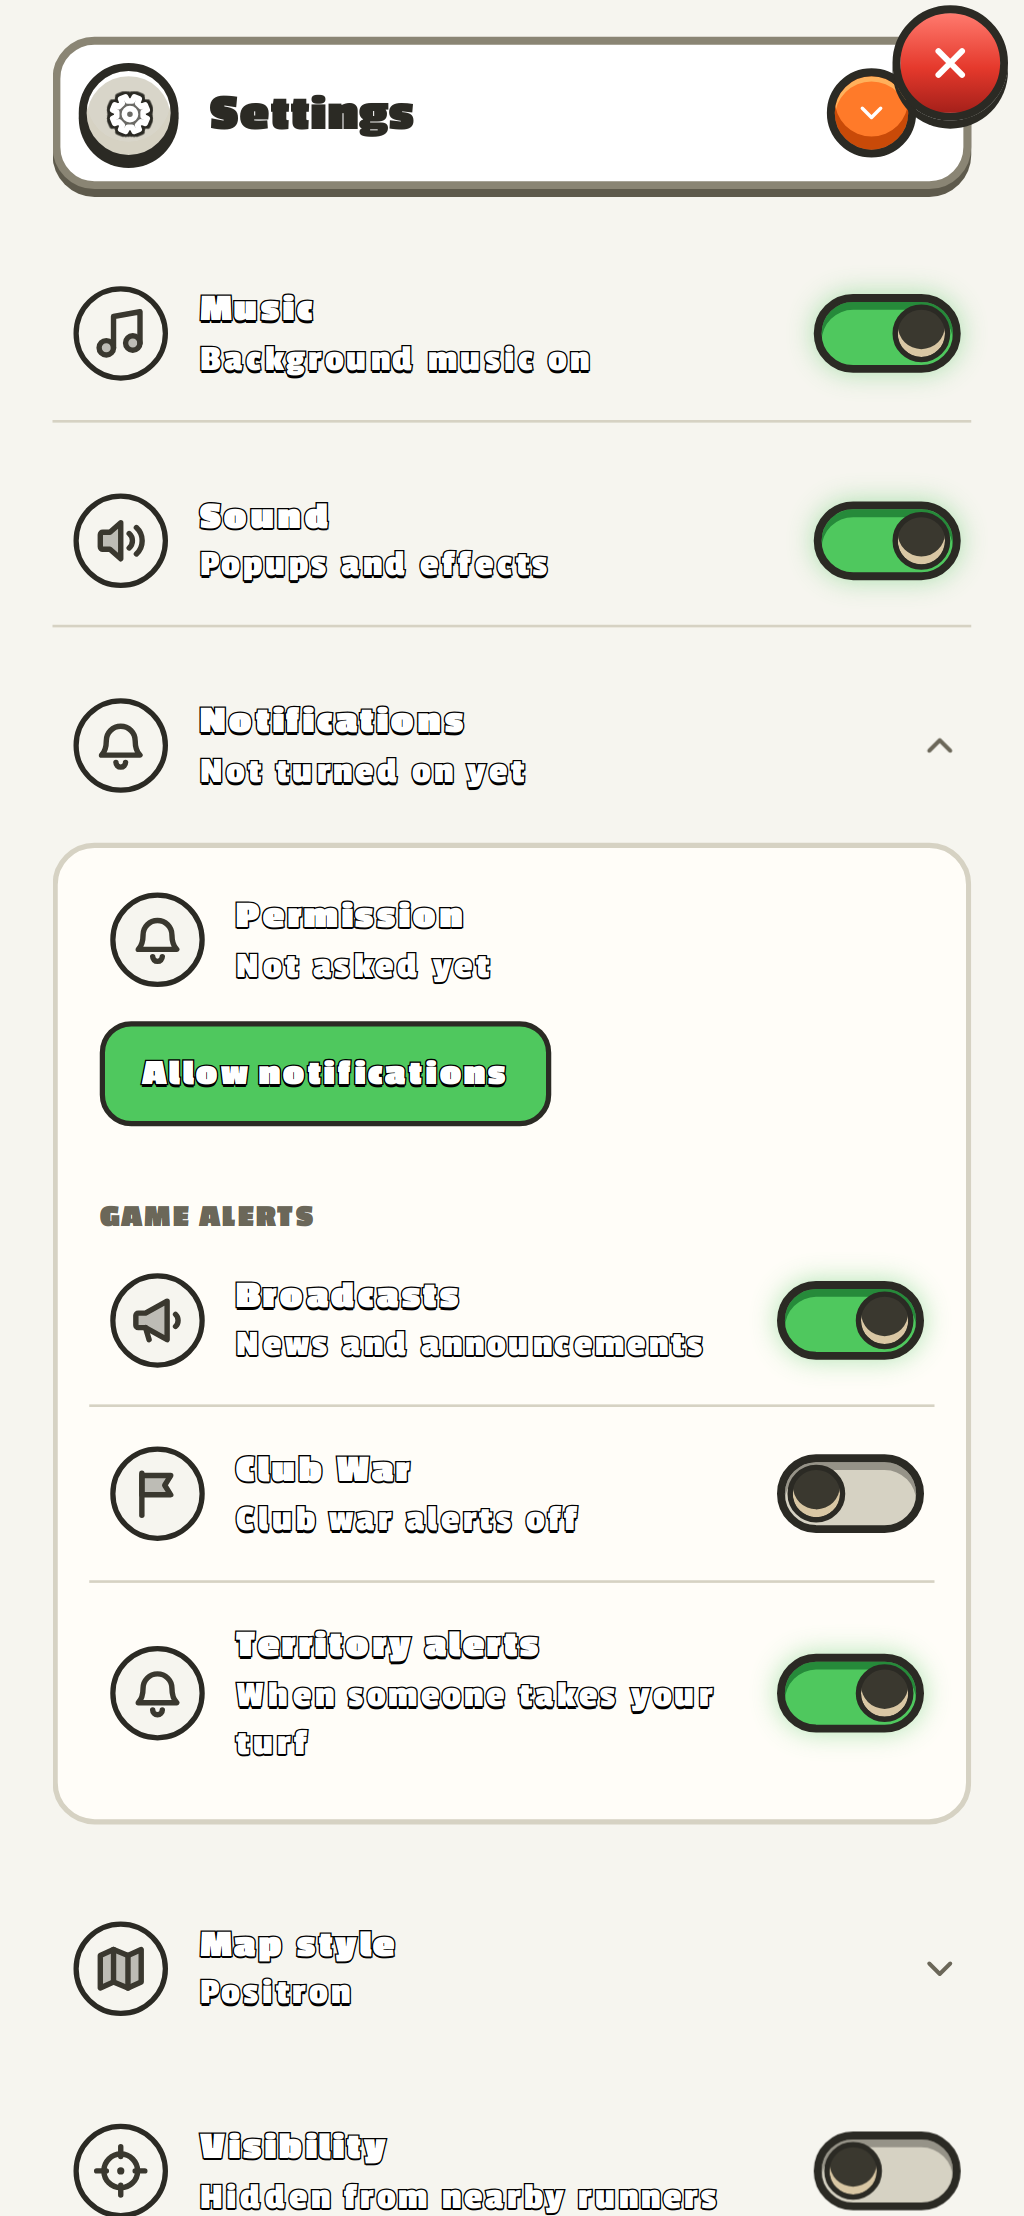 Settings
Music
Background music on
Sound
Popups and effects
Notifications
Not turned on yet
Permission
Not asked yet
Allow notifications
GAME ALERTS
Broadcasts
News and announcements
Club War
Club war alerts off
Territory alerts
When someone takes your
turf
Map style
Positron
Visibility
Hidden from nearby runners